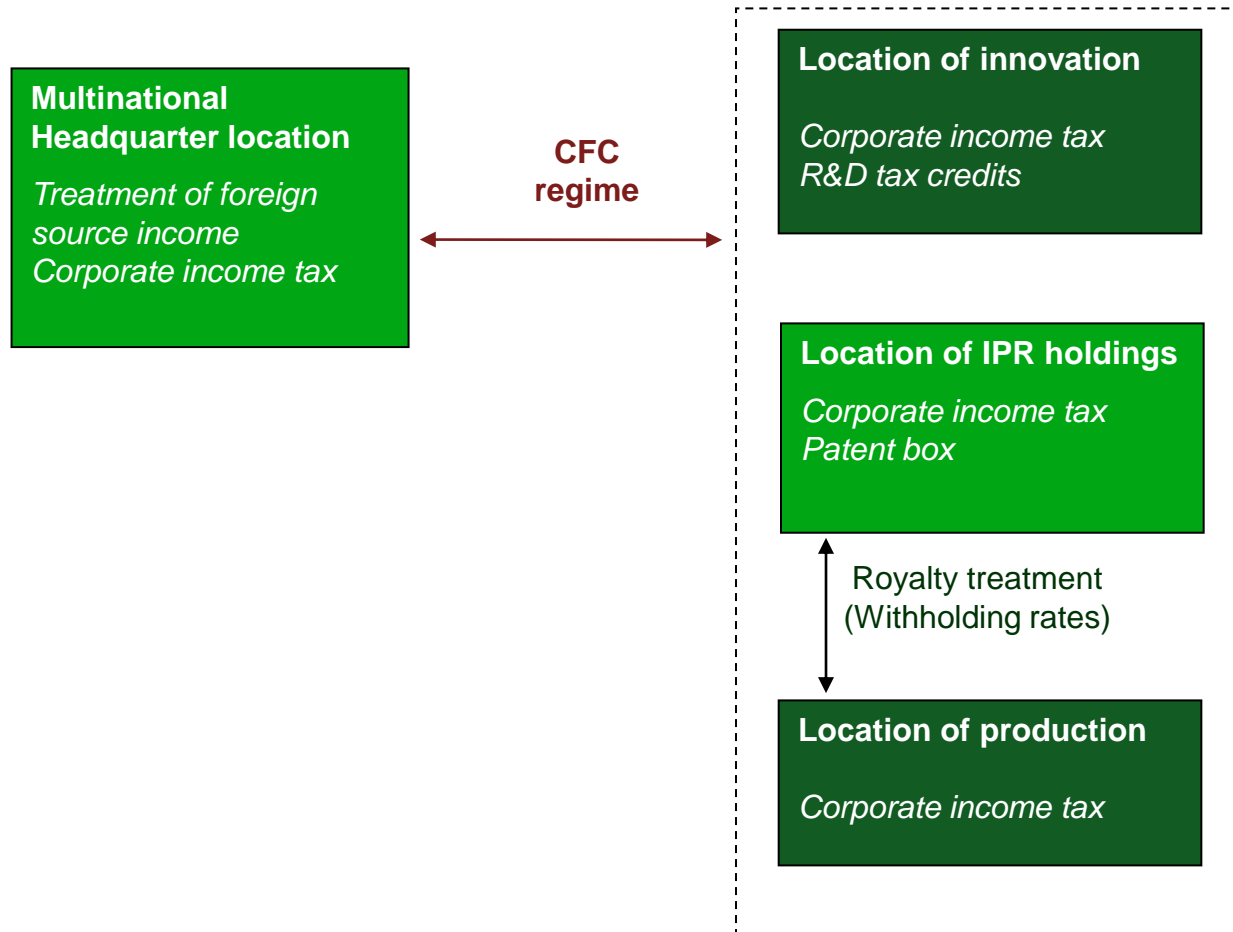 Multinational
Headquarter location
Treatment of foreign
source income
Corporate income tax
CFC
regime
Location of innovation
Corporate income tax
R&D tax credits
Location of IPR holdings
Corporate income tax
Patent box
Royalty treatment
(Withholding rates)
Location of production
Corporate income tax